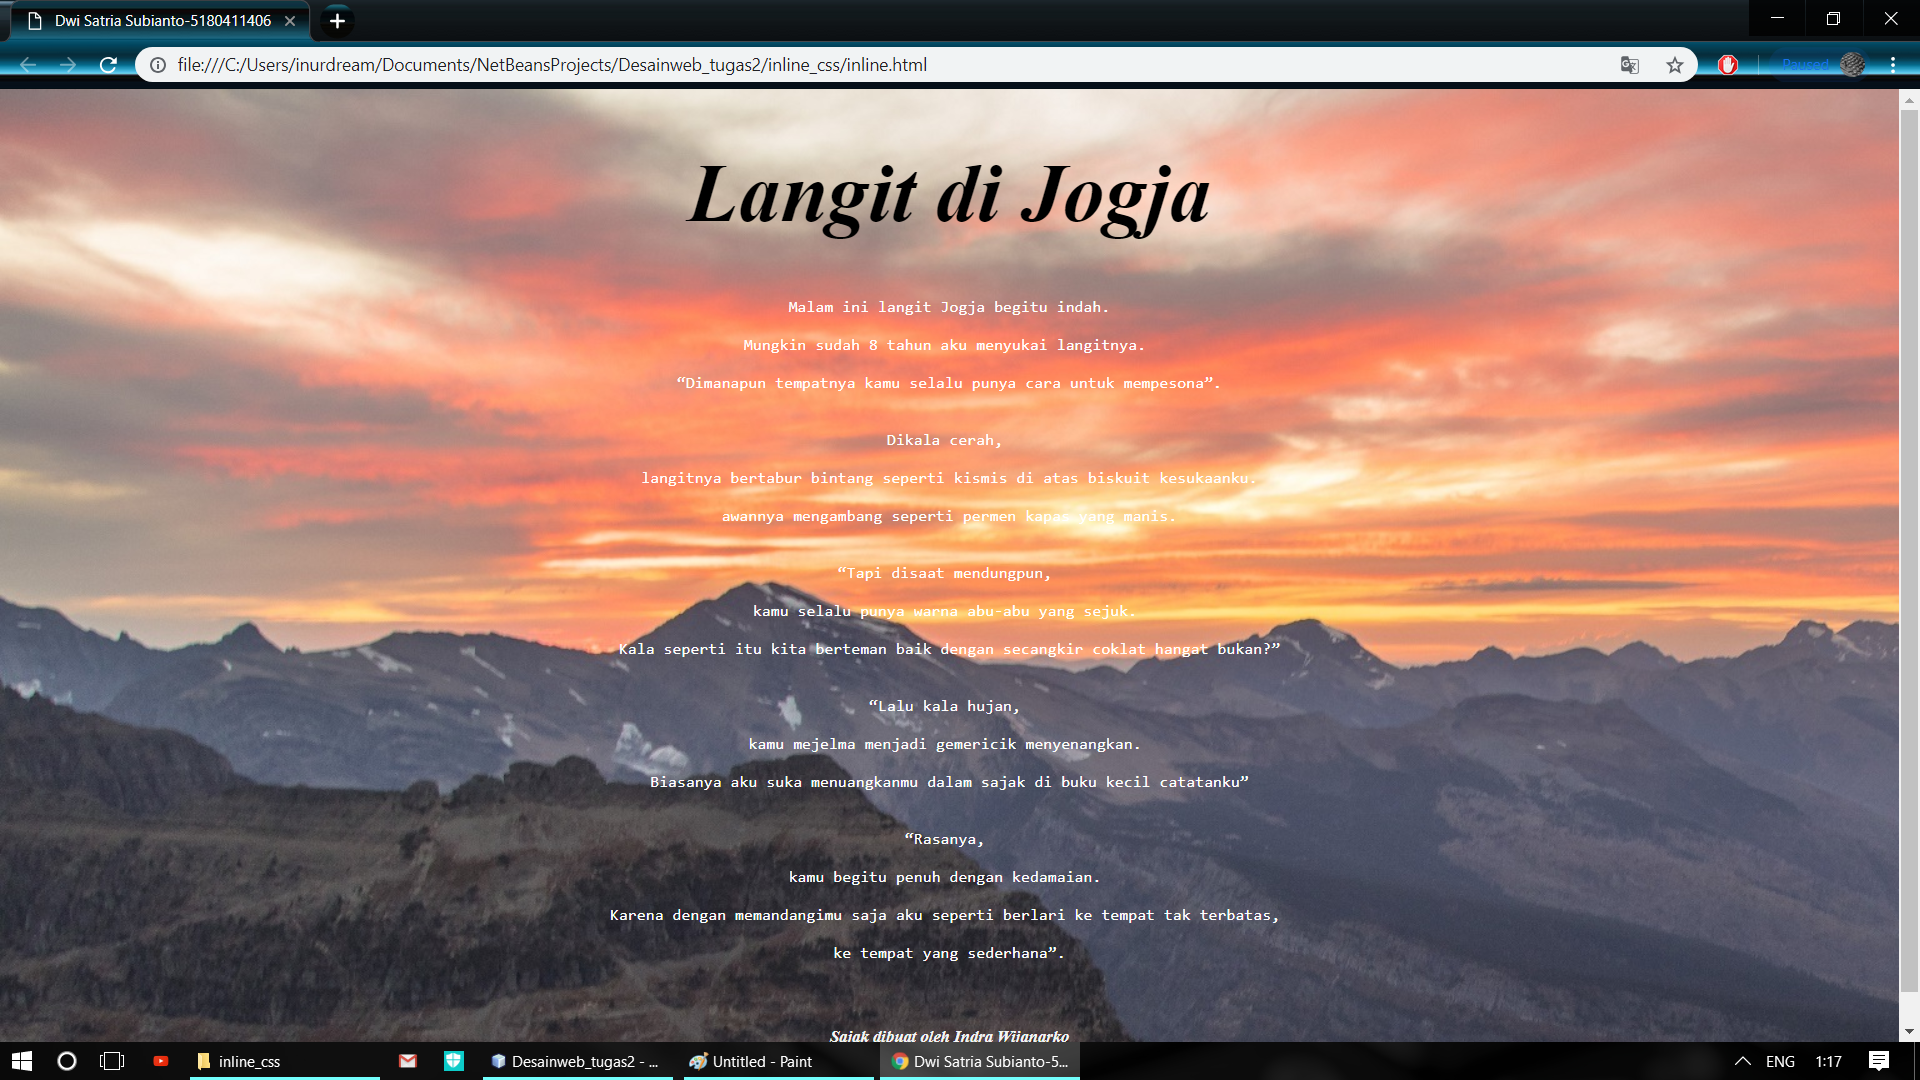 Dwi Satria Subianto-5180411406
file:///C:/Users/inurdream/Documents/NetBeansProjects/Desainweb_tugas2/inline_css/inline.html
Paused
Langit di Jogja
Malam ini langit Jogja begitu indah.
Mungkin sudah 8 tahun aku menyukai langitnya.
“Dimanapun tempatnya kamu selalu punya cara untuk mempesona”.
Dikala cerah,
langitnya bertabur bintang seperti kismis di atas biskuit kesukaanku.
awannya mengambang seperti permen kapas yang manis.
“Tapi disaat mendungpun,
kamu selalu punya warna abu-abu yang sejuk.
Kala seperti itu kita berteman baik dengan secangkir coklat hangat bukan?”
“Lalu kala hujan,
kamu mejelma menjadi gemericik menyenangkan.
Biasanya aku suka menuangkanmu dalam sajak di buku kecil catatanku”
“Rasanya,
kamu begitu penuh dengan kedamaian.
Karena dengan memandangimu saja aku seperti berlari ke tempat tak terbatas,
ke tempat yang sederhana”.
Sajak dibuat oleh Indra Wijanarko
inline_css
Desainweb_tugas2 - ...
Untitled - Paint
Dwi Satria Subianto-5...
ENG
1:17